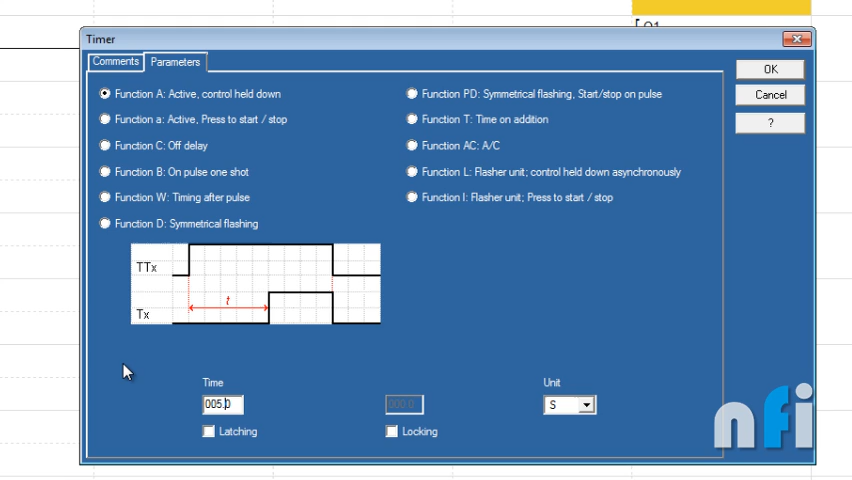 [ Q1
Timer
Comments
Parameters
OK
Cancel
?
Function A: Active, control held down
Function a: Active, Press to start / stop
Function C: Off delay
Function B: On pulse one shot
Function W: Timing after pulse
Function D: Symmetrical flashing
Function PD: Symmetrical flashing, Start/stop on pulse
Function T: Time on addition
Function AC: A/C
Function L: Flasher unit; control held down asynchronously
Function l: Flasher unit; Press to start / stop
TTx
t
Tx
Time
005.0
Latching
000.0
Locking
Unit
S
nfi